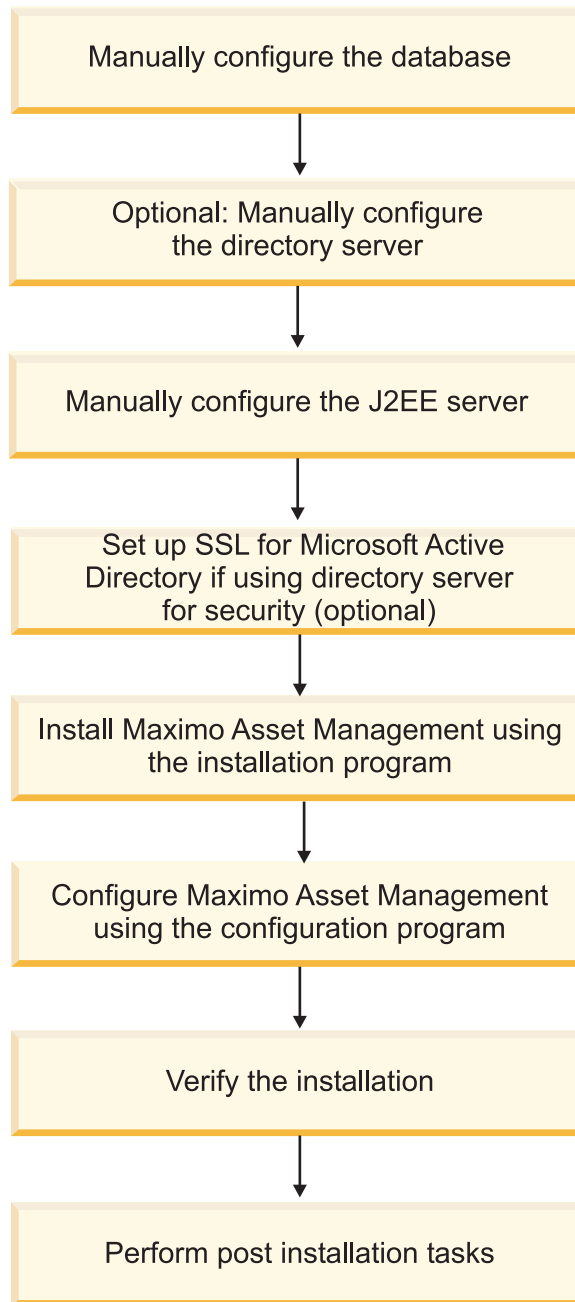 Manually configure the database
Optional: Manually configure
the directory server
Manually configure the J2EE server
Set up SSL for Microsoft Active
Directory if using directory server
for security (optional)
Install Maximo Asset Management using
the installation program
Configure Maximo Asset Management
using the configuration program
Verify the installation
Perform post installation tasks